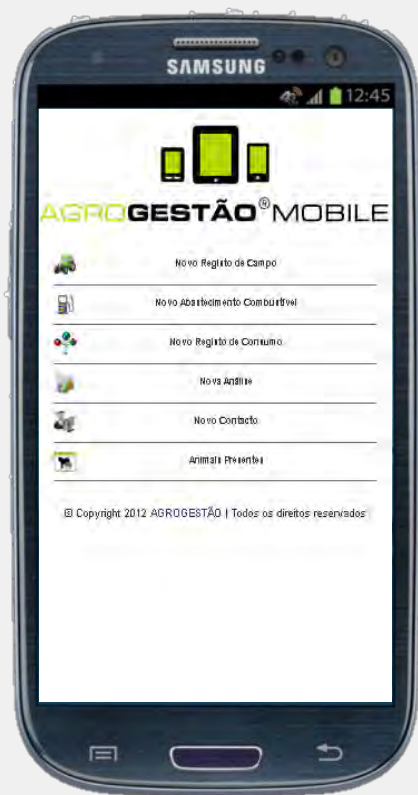 SAMSUNG
12:45
AGROGESTÃO®MOBILE
Novo Registo de Campo
Novo Abastecimento Combustível
Novo Registo de Consumo
Nova Análise
Novo Contacto
Animais Presentes
© Copyright 2012 AGROGESTÃO | Todos os direitos reservados